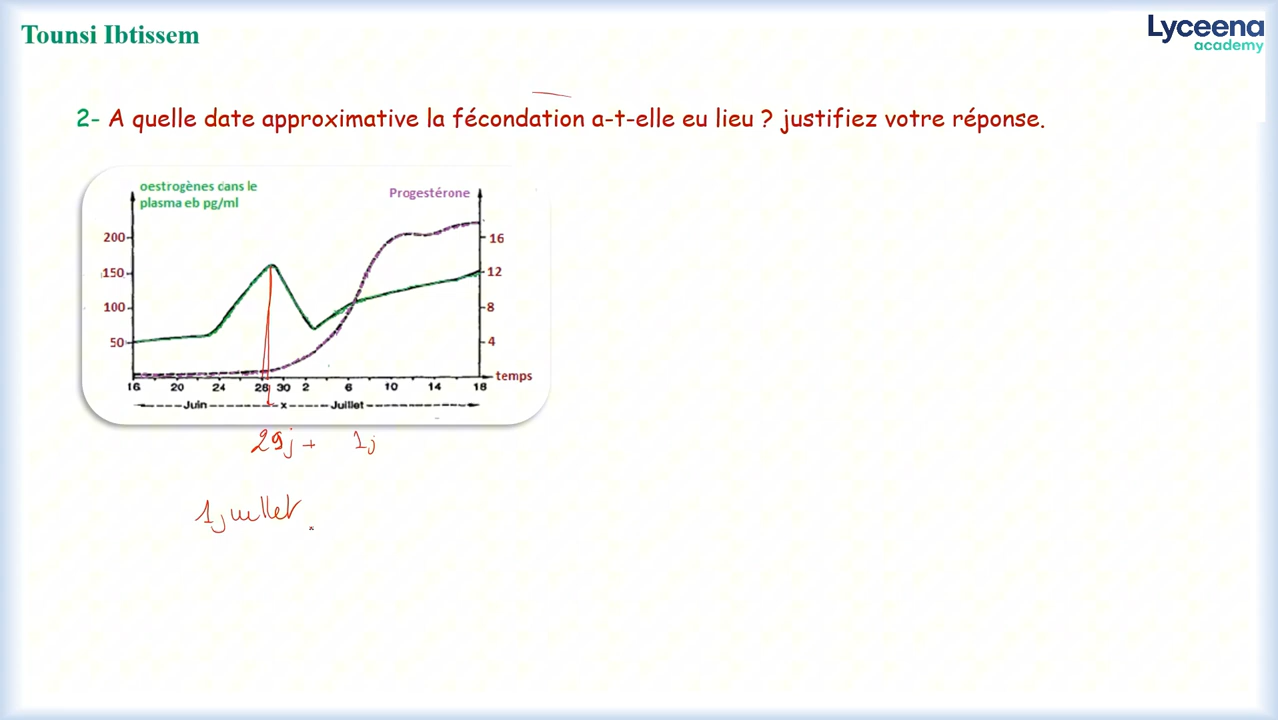 Tounsi Ibtissem
Lyceena
academy
2- A quelle date approximative la fécondation a-t-elle eu lieu ? justifiez votre réponse.
oestrogènes dans le
plasma eb pg/ml
Progestérone
200
150
100
50
16
12
8
4
temps
16 20 24 28 30 2 6 10 14 18
Juin x Juillet
29j + 1j
1juillet.